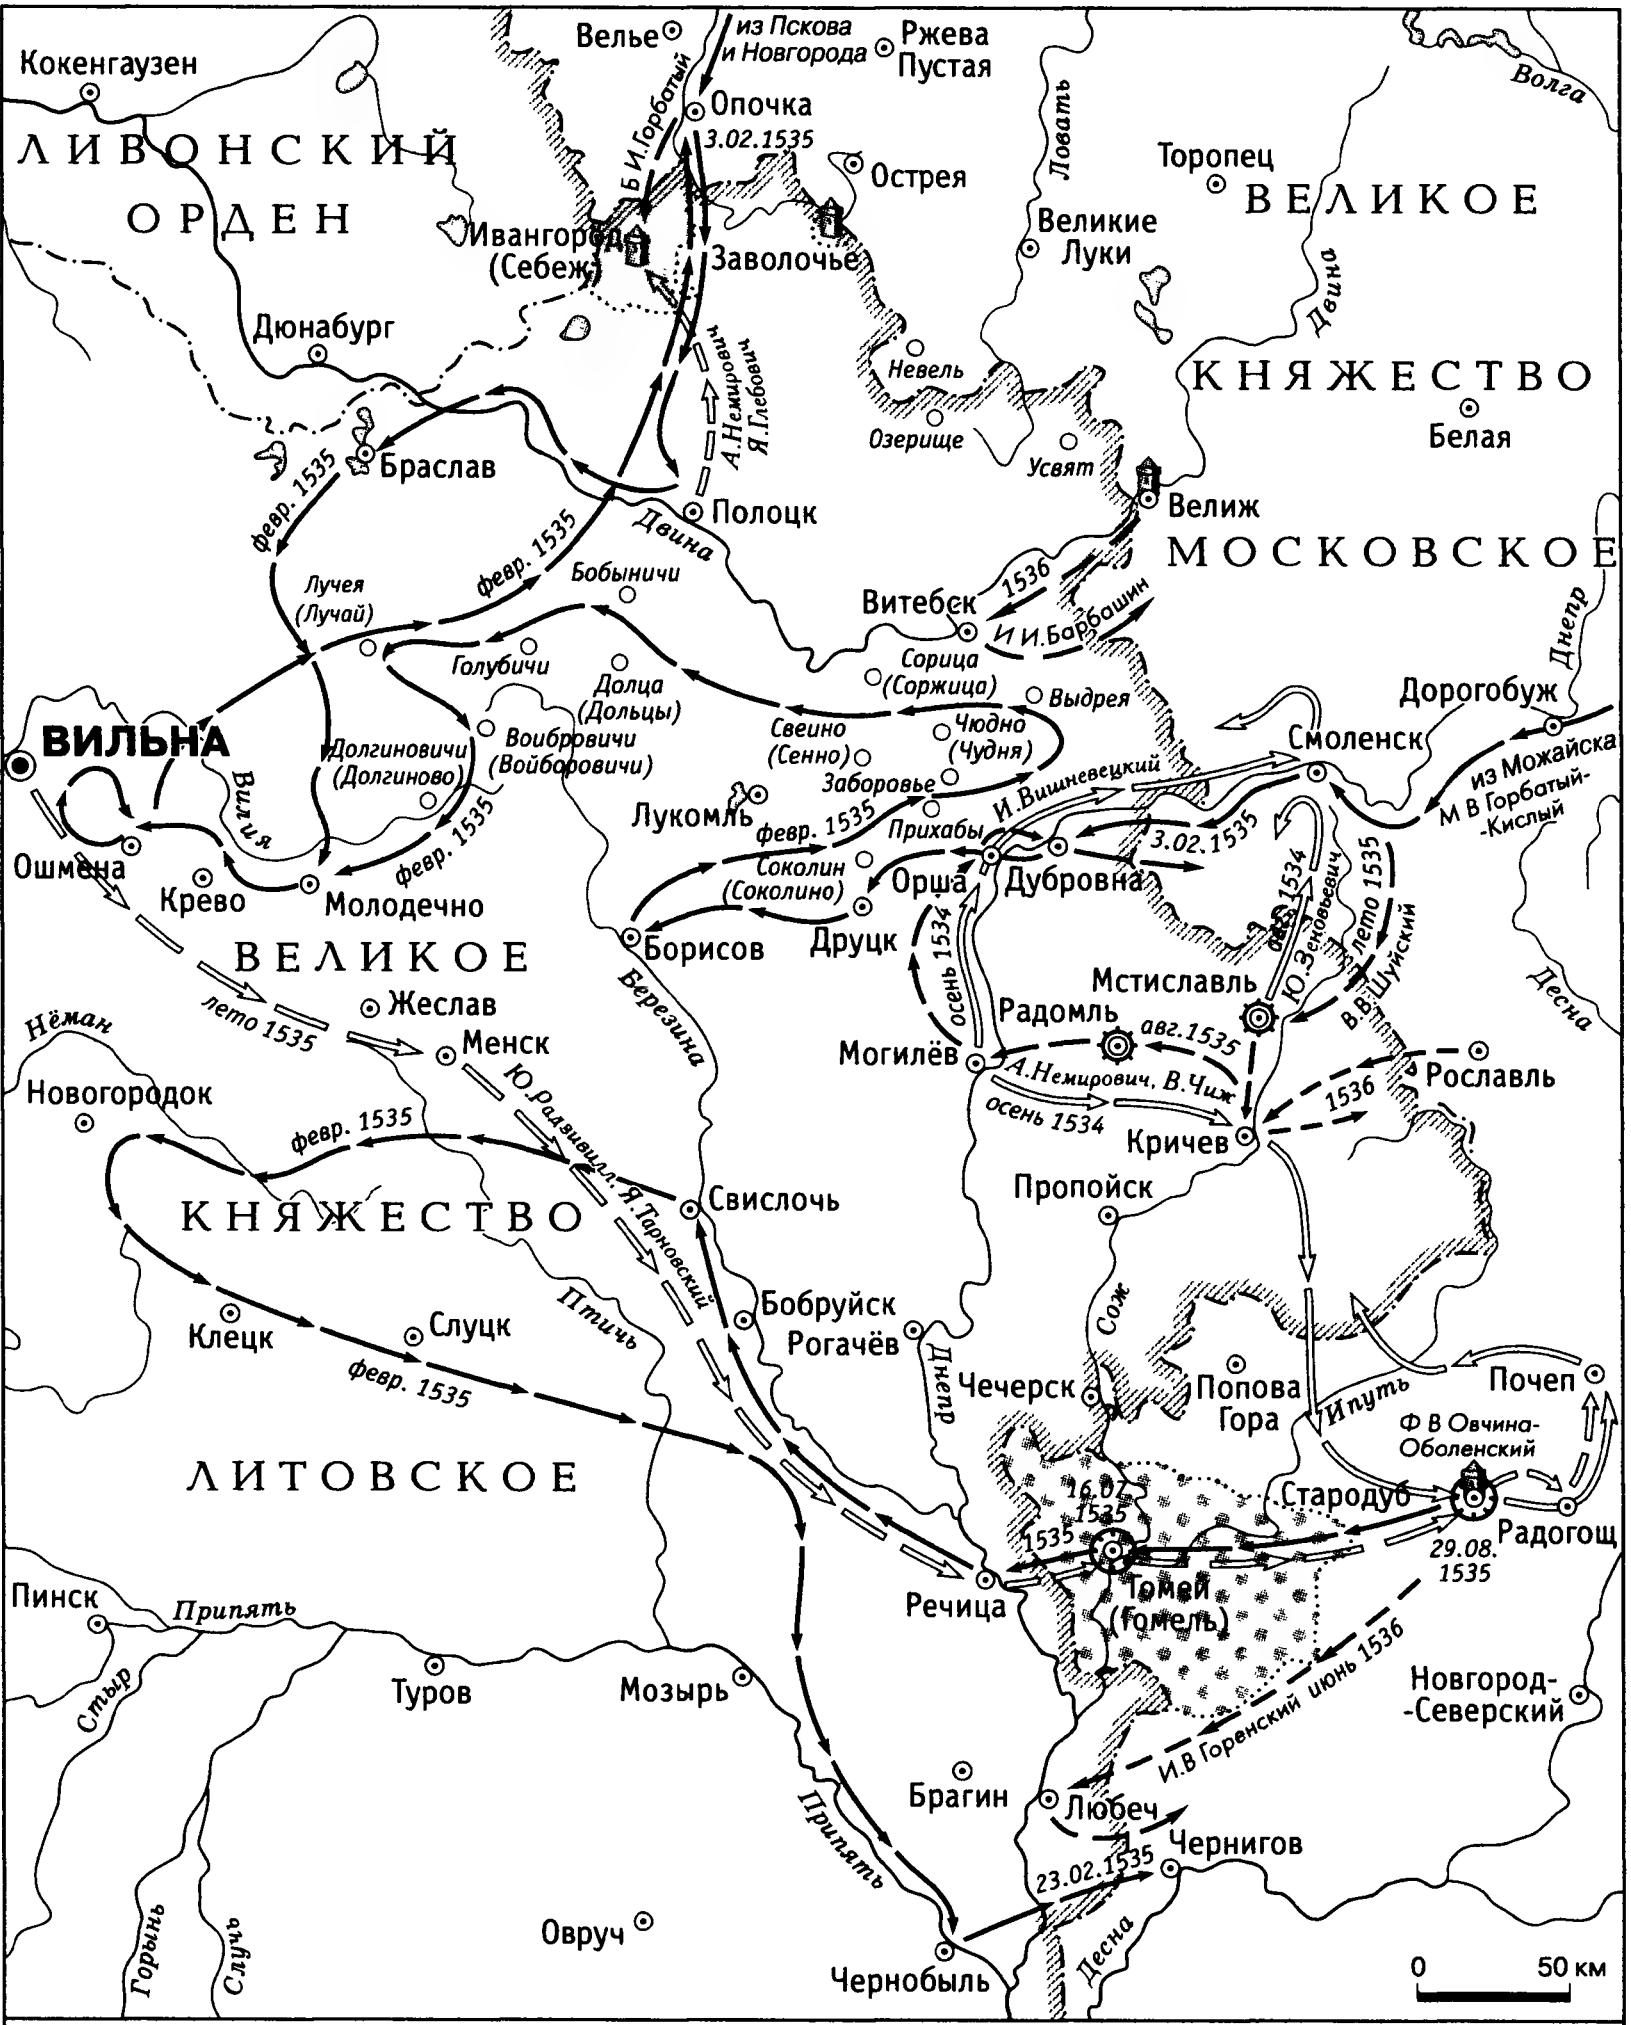 Велье
из Пскова
и Новгорода
Ржева
Пустая
Волга
Кокенгаузен
Опочка
3.02.1535
Б И.Горбатый
Ловать
ЛИВОНСКИЙ
ОРДЕН
Острея
Торопец
ВЕЛИКОЕ
Великие
Луки
Ивангород
(Себеж)
Заволочье
Двина
Дюнабург
А.Немирович
Я.Глебович
Невель
КНЯЖЕСТВО
Озерище
Усвят
Белая
Браслав
февр. 1535
Полоцк
Двина
Велиж
МОСКОВСКОЕ
февр. 1535
Лучея
(Лучай)
Бобыничи
1536
Витебск
И И.Барбашин
Днепр
Голубичи
Долца
(Дольцы)
Сорица
(Соржица)
Выдрея
Дорогобуж
ВИЛЬНА
Вилия
Долгиновичи
(Долгиново)
Воибровичи
(Войборовичи)
Свеино
(Сенно)
Чюдно
(Чудня)
Смоленск
из Можайска
М В Горбатый-
-Кислый
Заборовье
И.Вишневецкий
Лукомль
февр. 1535
Прихабы
3.02.1535
Ошмена
Крево
Молодечно
февр. 1535
Соколин
(Соколино)
Орша
Дубровна
авг. 1534
Ю.Зеновьевич
лето 1535
В.В.Шуйский
Борисов
Друцк
осень 1534
ВЕЛИКОЕ
Березина
Мстиславль
Десна
Жеслав
лето 1535
Нёман
Менск
Радомль
авг.1535
Могилёв
А.Немирович, В.Чиж
осень 1534
Рославль
1536
Новогородок
Ю.Радзивилл. Я.Тарновский
Кричев
февр. 1535
Пропойск
КНЯЖЕСТВО
Свислочь
Сож
Птичь
Бобруйск
Рогачёв
Клецк
Слуцк
февр. 1535
Днепр
Чечерск
Попова
Гора
Ипуть
Почеп
Ф В Овчина-
Оболенский
ЛИТОВСКОЕ
16.07.
1535
Стародуб
1535
Радогощ
29.08.
1535
Пинск
Припять
Речица
Гомей
(Гомель)
Стыр
Туров
Мозырь
И.В Горенский июнь 1536
Новгород-
-Северский
Брагин
Любеч
Припять
Чернигов
23.02.1535
Горынь
Случь
Овруч
Чернобыль
Десна
0 50 км